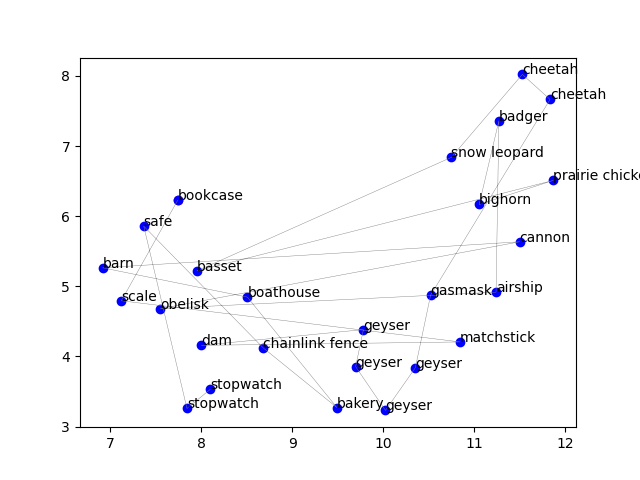 cheetah
cheetah
badger
snow leopard
prairie chick
bighorn
bookcase
safe
cannon
barn
basset
scale
obelisk
boathouse
gasmask
airship
geyser
dam
chainlink fence
matchstick
geyser
geyser
stopwatch
stopwatch
bakery
geyser
8
7
6
5
4
3
7
8
9
10
11
12